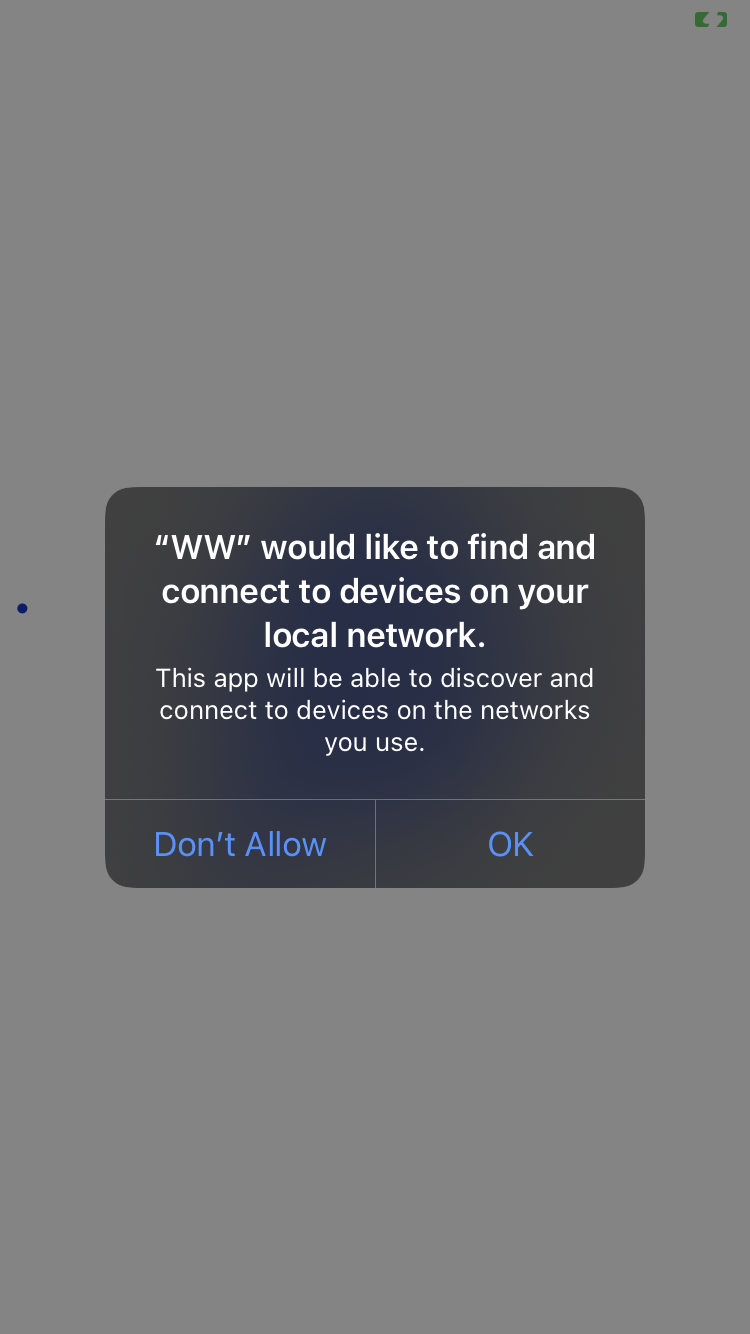 “WW” would like to find and
connect to devices on your
local network.
This app will be able to discover and
connect to devices on the networks
you use.
Don’t Allow
OK